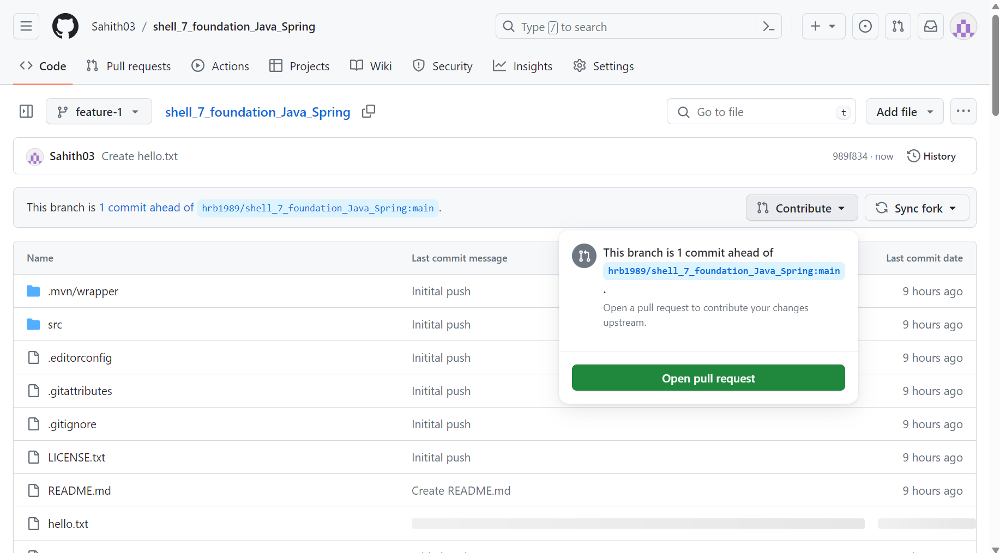 Sahith03 / shell_7_foundation_Java_Spring
Type / to search
Code
Pull requests
Actions
Projects
Wiki
Security
Insights
Settings
feature-1
shell_7_foundation_Java_Spring
Go to file
t
Add file
Sahith03 Create hello.txt
989f834 · now
History
This branch is 1 commit ahead of hrb1989/shell_7_foundation_Java_Spring:main .
Contribute
Sync fork
This branch is 1 commit ahead of
hrb1989/shell_7_foundation_Java_Spring:main
.
Open a pull request to contribute your changes
upstream.
Open pull request
Name Last commit message Last commit date
.mvn/wrapper Initital push 9 hours ago
src Initital push 9 hours ago
.editorconfig Initital push 9 hours ago
.gitattributes Initital push 9 hours ago
.gitignore Initital push 9 hours ago
LICENSE.txt Initital push 9 hours ago
README.md Create README.md 9 hours ago
hello.txt